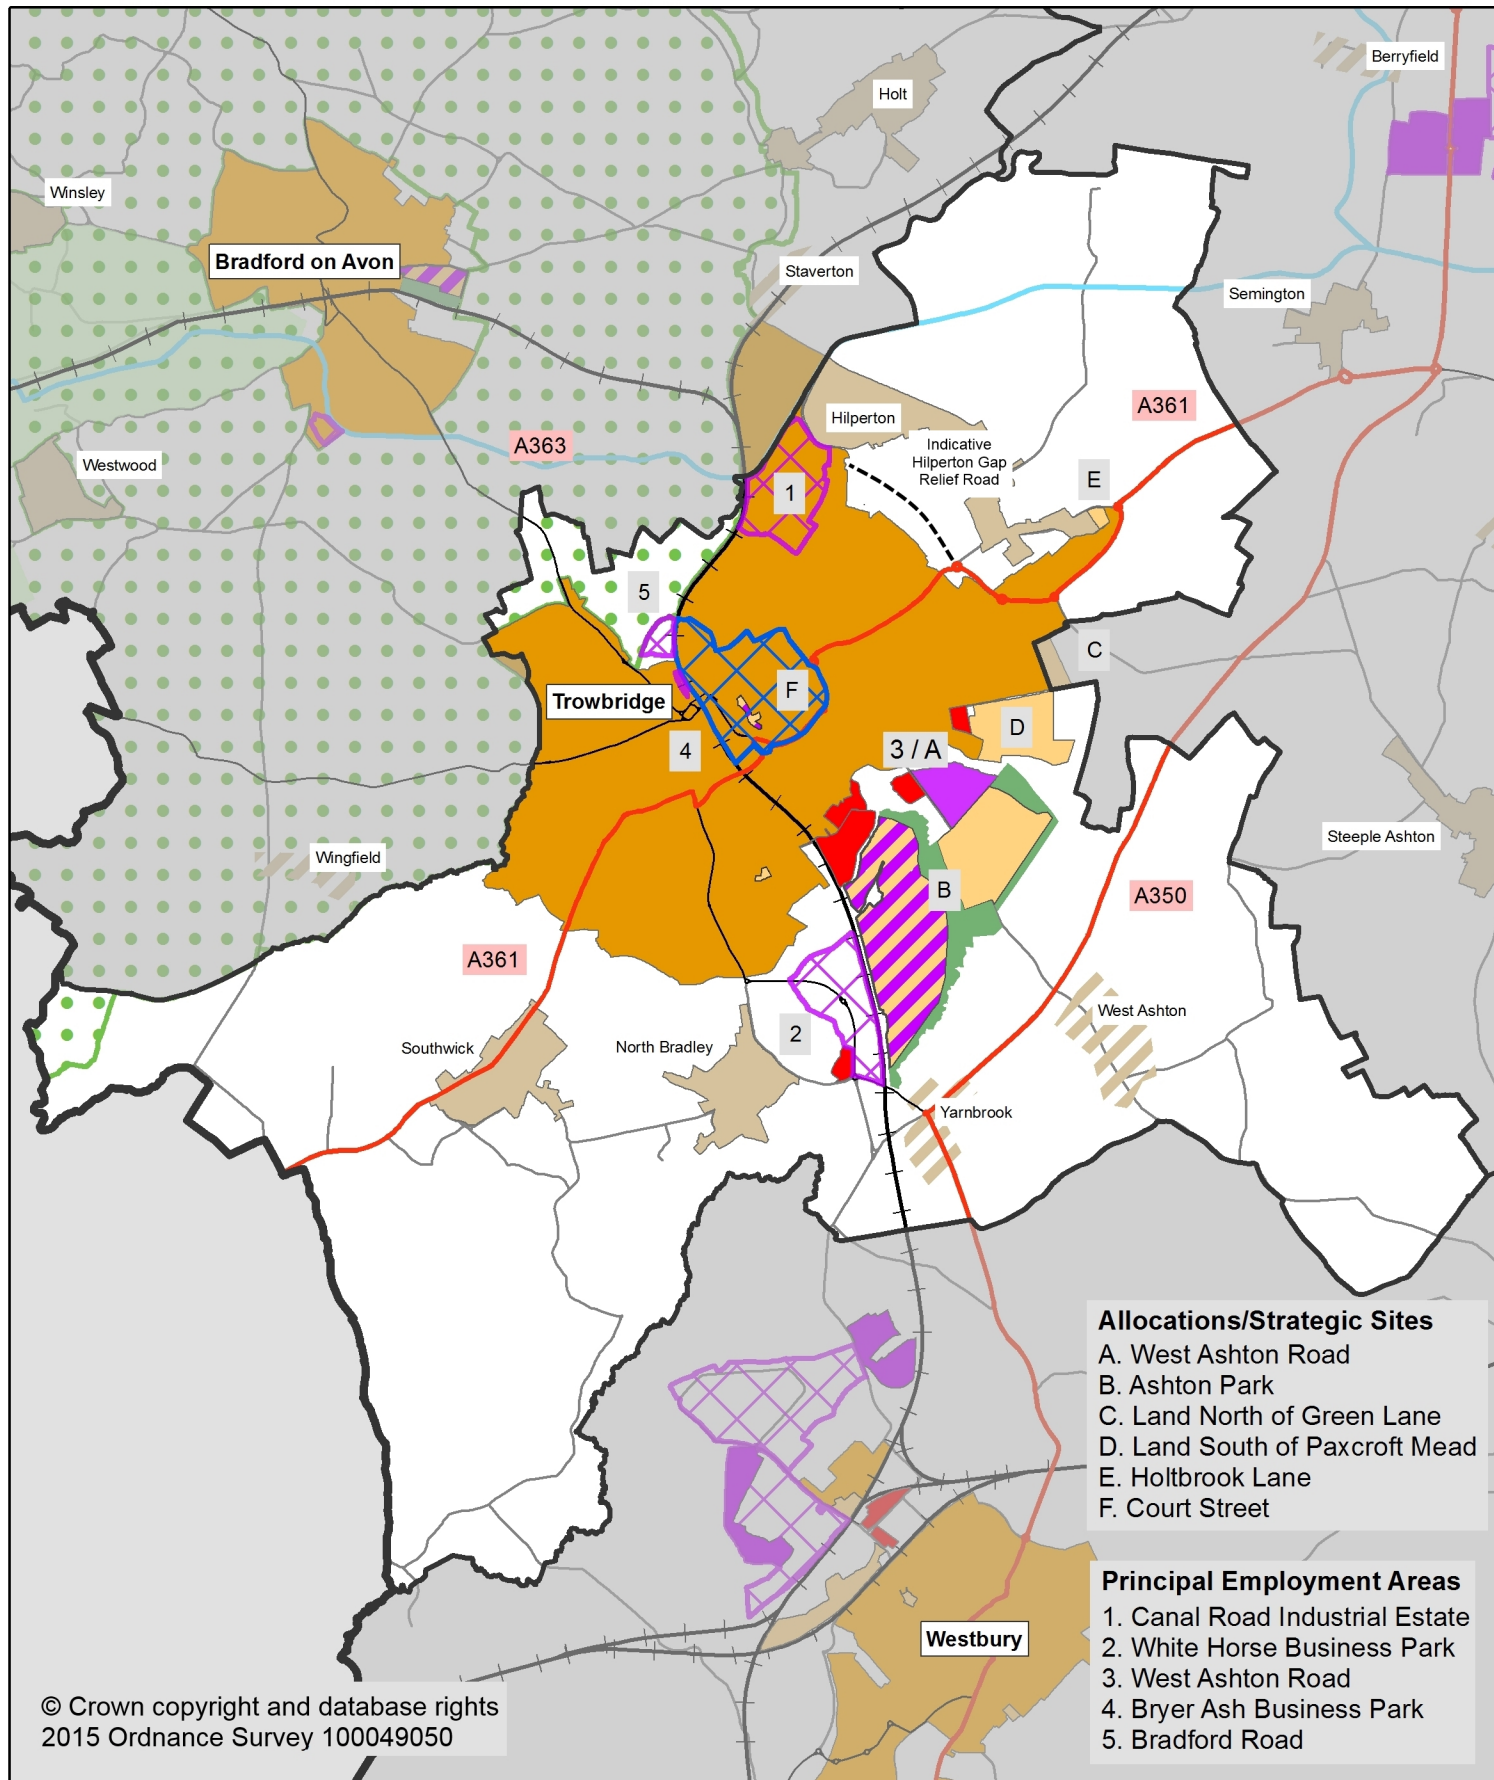 Berryfield
Holt
Winsley
Bradford on Avon
Staverton
Semington
A361
Hilperton
A363
Indicative
Hilperton Gap
Relief Road
Westwood
E
1
5
C
F
Trowbridge
D
4
3 / A
Steeple Ashton
Wingfield
B
A350
A361
West Ashton
2
Southwick
North Bradley
Yarnbrook
Allocations/Strategic Sites
A. West Ashton Road
B. Ashton Park
C. Land North of Green Lane
D. Land South of Paxcroft Mead
E. Holtbrook Lane
F. Court Street
Principal Employment Areas
1. Canal Road Industrial Estate
2. White Horse Business Park
3. West Ashton Road
4. Bryer Ash Business Park
5. Bradford Road
Westbury
© Crown copyright and database rights
2015 Ordnance Survey 100049050